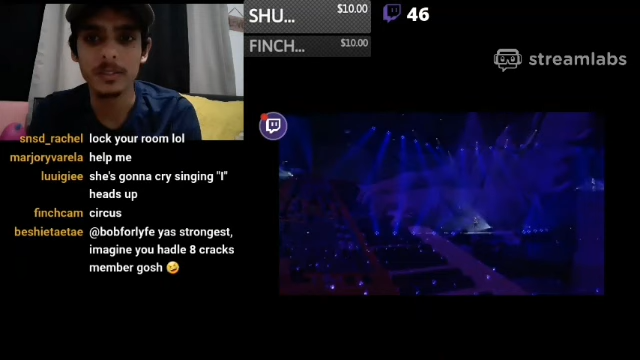 SHU... $10.00
FINCH... $10.00
46
streamlabs
snsd_rachel lock your room lol
marjoryvarela help me
luuigiee she's gonna cry singing "I"
heads up
finchcam circus
beshietaetae @bobforlyfe yas strongest,
imagine you hadle 8 cracks
member gosh 🤣